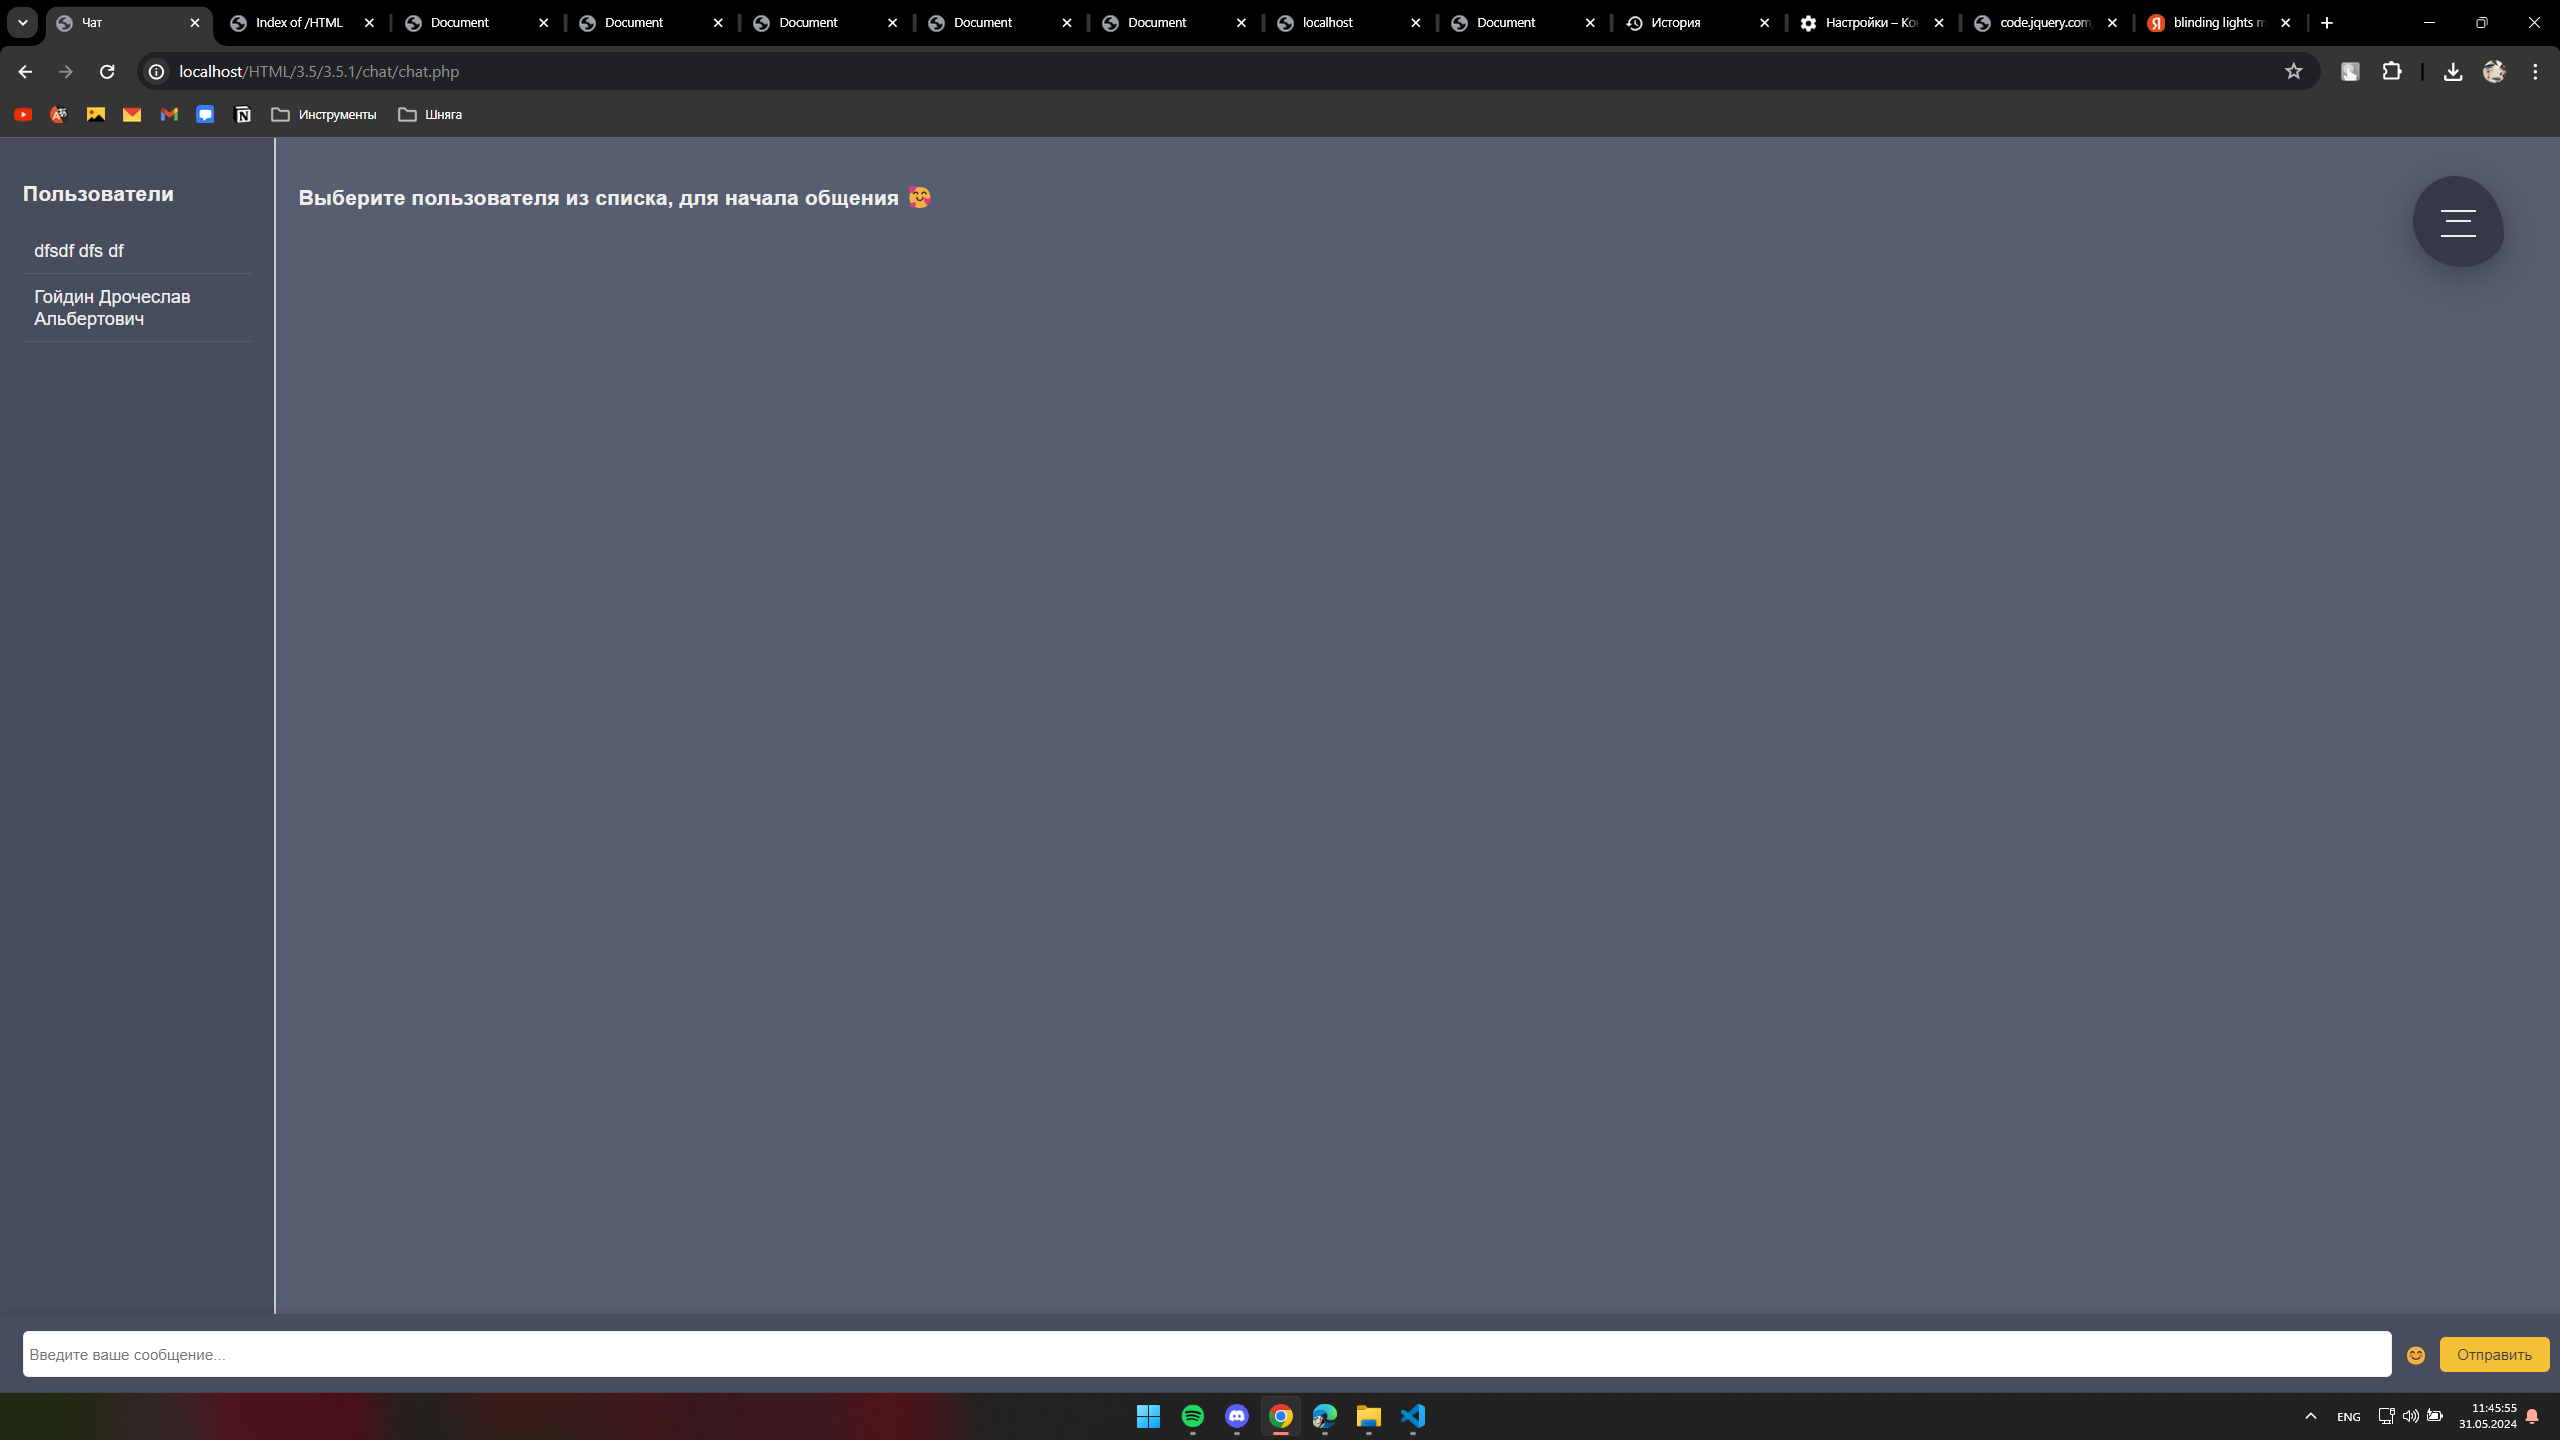 Чат
Index of /HTML
Document
Document
Document
Document
Document
localhost
Document
История
Настройки – Ко
code.jquery.com
blinding lights m
localhost/HTML/3.5/3.5.1/chat/chat.php
Инструменты
Шняга
Пользователи
dfsdf dfs df
Гойдин Дрочеслав
Альбертович
Выберите пользователя из списка, для начала общения 🥰
Введите ваше сообщение...
Отправить
ENG
11:45:55
31.05.2024